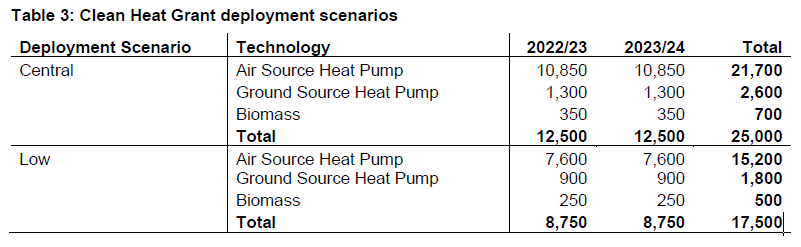 Table 3: Clean Heat Grant deployment scenarios
Deployment Scenario Technology 2022/23 2023/24 Total
Central Air Source Heat Pump 10,850 10,850 21,700
Ground Source Heat Pump 1,300 1,300 2,600
Biomass 350 350 700
Total 12,500 12,500 25,000
Low Air Source Heat Pump 7,600 7,600 15,200
Ground Source Heat Pump 900 900 1,800
Biomass 250 250 500
Total 8,750 8,750 17,500